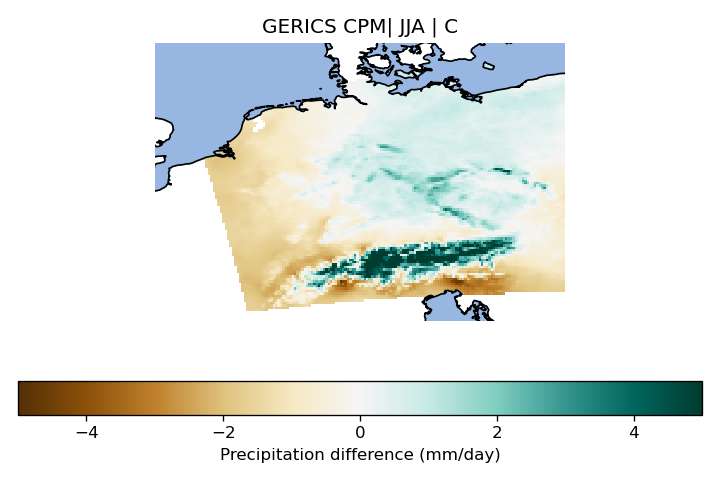 GERICS CPM| JJA | C
−4 −2 0 2 4
Precipitation difference (mm/day)